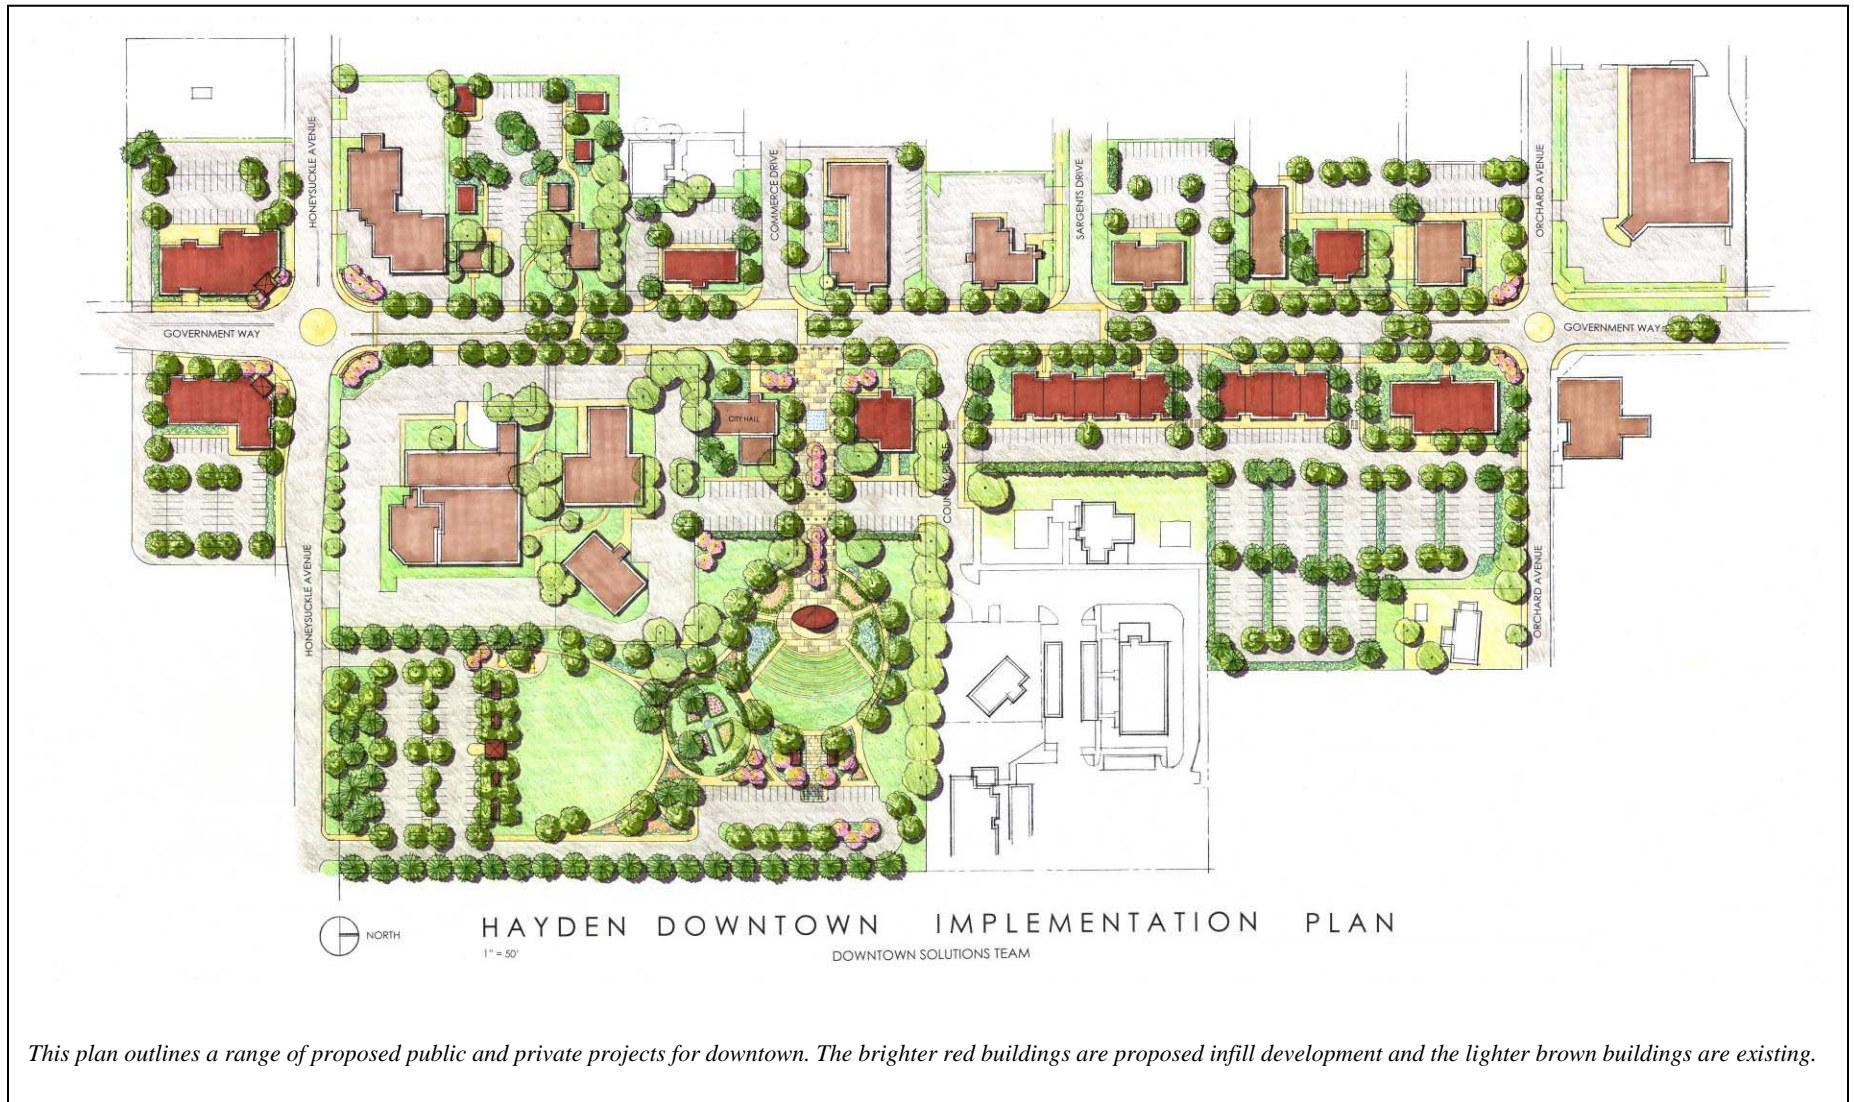 HONEYSUCKLE AVENUE
COMMERCE DRIVE
SARGENTS DRIVE
ORCHARD AVENUE
GOVERNMENT WAY
GOVERNMENT WAY
CITY HALL
HONEYSUCKLE AVENUE
ORCHARD AVENUE
NORTH
HAYDEN DOWNTOWN IMPLEMENTATION PLAN
1" = 50'
DOWNTOWN SOLUTIONS TEAM
This plan outlines a range of proposed public and private projects for downtown. The brighter red buildings are proposed infill development and the lighter brown buildings are existing.